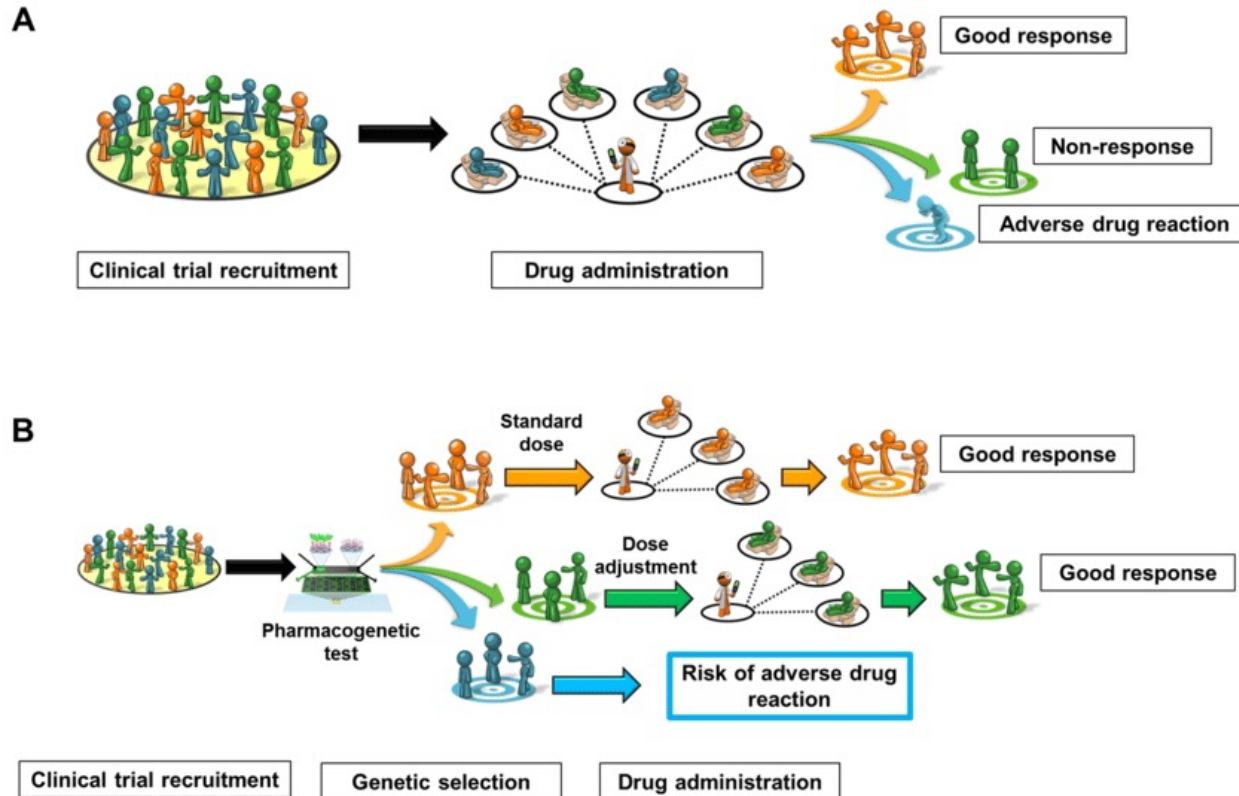 A
Good response
Non-response
Adverse drug reaction
Clinical trial recruitment
Drug administration
B
Standard
dose
Good response
Dose
adjustment
Good response
Pharmacogenetic
test
Risk of adverse drug
reaction
Clinical trial recruitment
Genetic selection
Drug administration